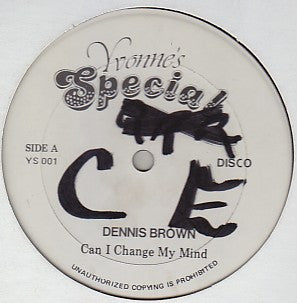 Yvonne's
Special
SIDE A
YS 001
DISCO
C E
DENNIS BROWN
Can I Change My Mind
UNAUTHORIZED COPYING IS PROHIBITED